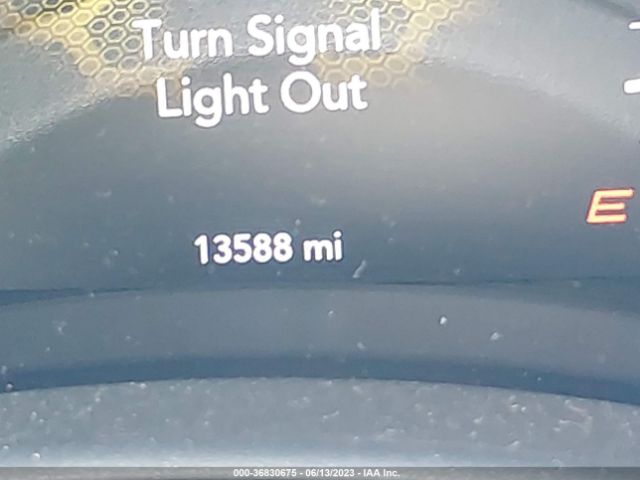 Turn Signal
Light Out
E
13588 mi
000-36830675 - 06/13/2023 - IAA Inc.